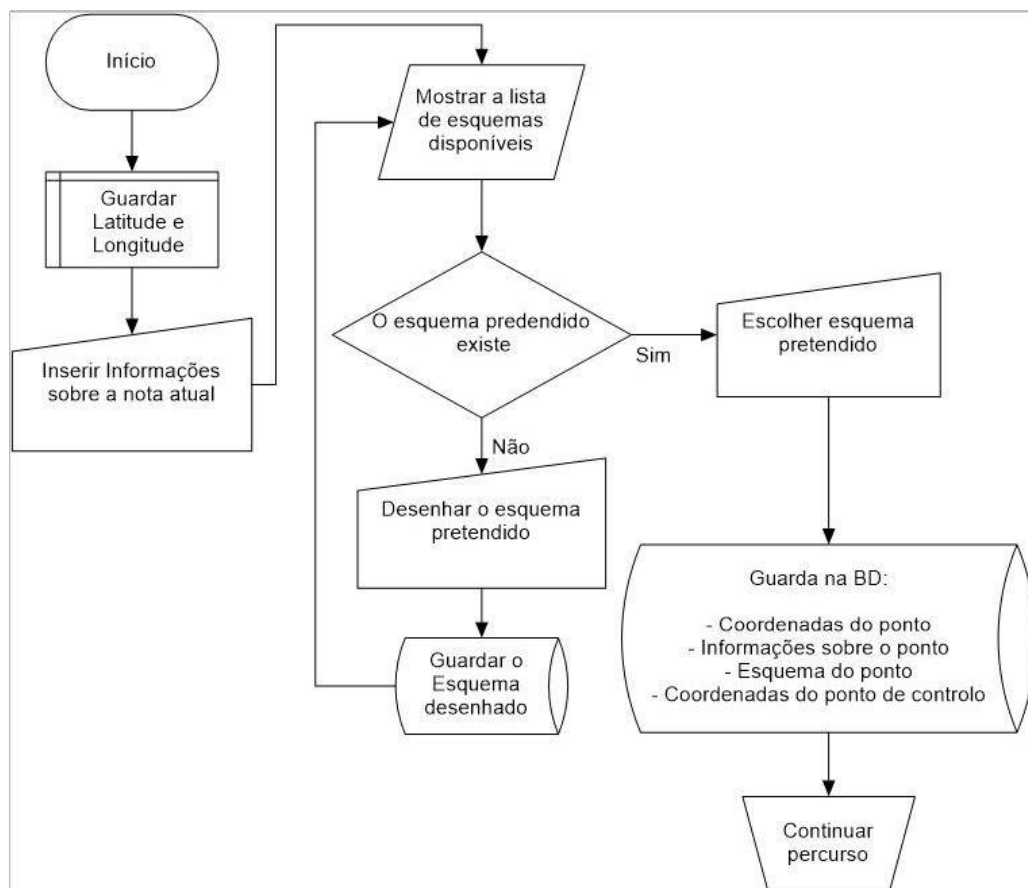 Início
Guardar
Latitude e
Longitude
Inserir Informações
sobre a nota atual
Mostrar a lista
de esquemas
disponíveis
O esquema predendido
existe
Sim
Escolher esquema
pretendido
Não
Desenhar o esquema
pretendido
Guardar o
Esquema
desenhado
Guarda na BD:
- Coordenadas do ponto
- Informações sobre o ponto
- Esquema do ponto
- Coordenadas do ponto de controlo
Continuar
percurso